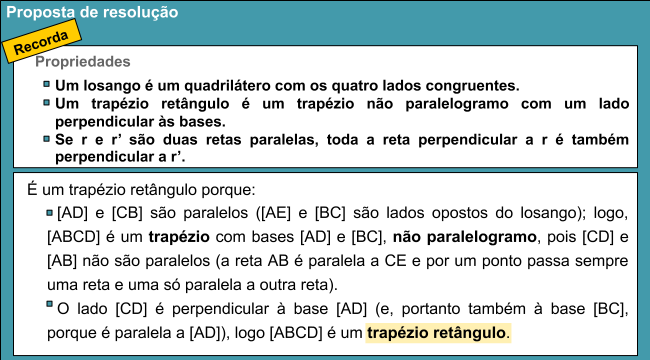 Proposta de resolução
Recorda
Propriedades
Um losango é um quadrilátero com os quatro lados congruentes.
Um trapézio retângulo é um trapézio não paralelogramo com um lado
perpendicular às bases.
Se r e r’ são duas retas paralelas, toda a reta perpendicular a r é também
perpendicular a r’.
É um trapézio retângulo porque:
[AD] e [CB] são paralelos ([AE] e [BC] são lados opostos do losango); logo,
[ABCD] é um trapézio com bases [AD] e [BC], não paralelogramo, pois [CD] e
[AB] não são paralelos (a reta AB é paralela a CE e por um ponto passa sempre
uma reta e uma só paralela a outra reta).
O lado [CD] é perpendicular à base [AD] (e, portanto também à base [BC],
porque é paralela a [AD]), logo [ABCD] é um trapézio retângulo.